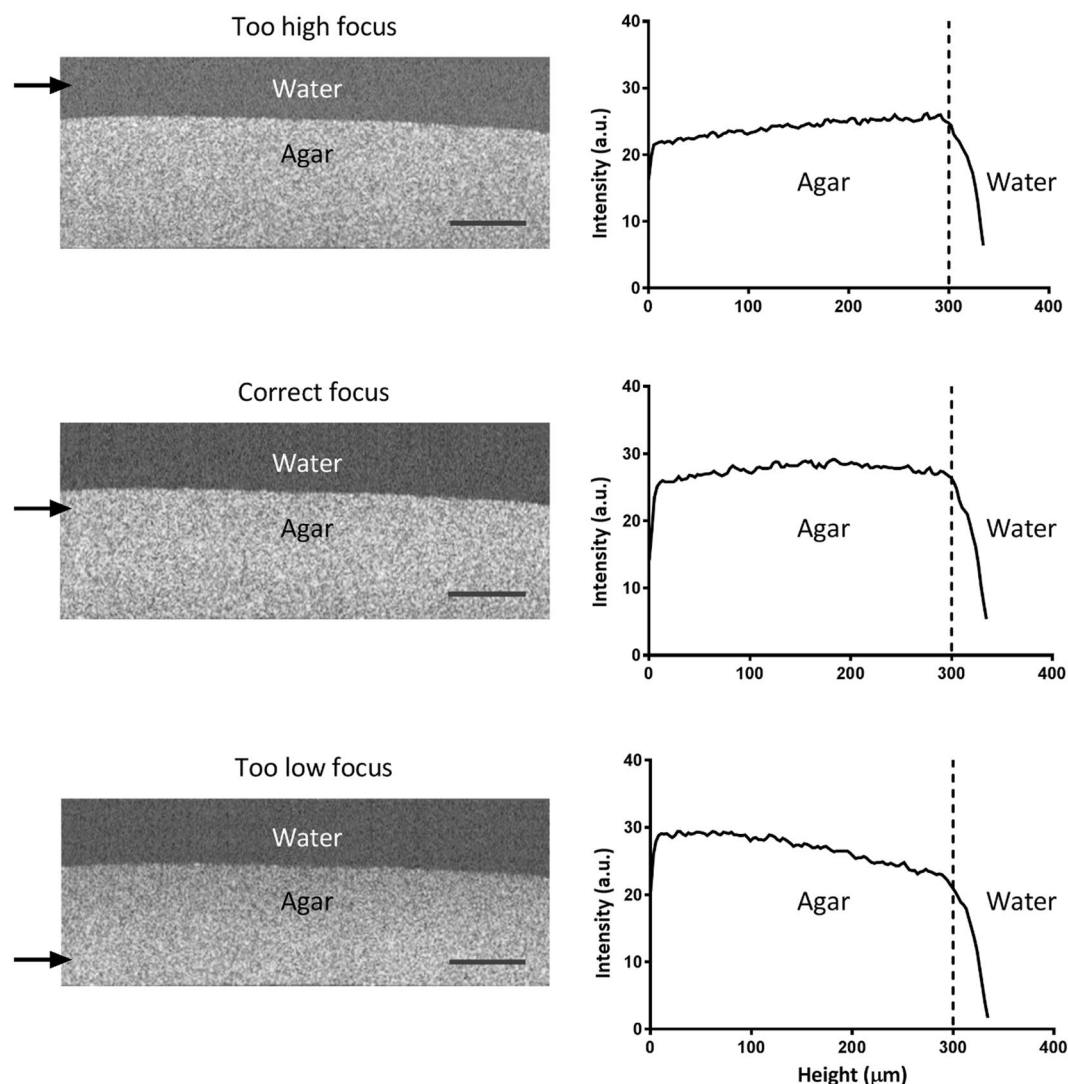 Too high focus
Water
Agar
40
30
20
10
0
Intensity (a.u.)
Agar
Water
0 100 200 300 400
Correct focus
Water
Agar
40
30
20
10
0
Intensity (a.u.)
Agar
Water
0 100 200 300 400
Too low focus
Water
Agar
40
30
20
10
0
Intensity (a.u.)
Agar
Water
0 100 200 300 400
Height (μm)